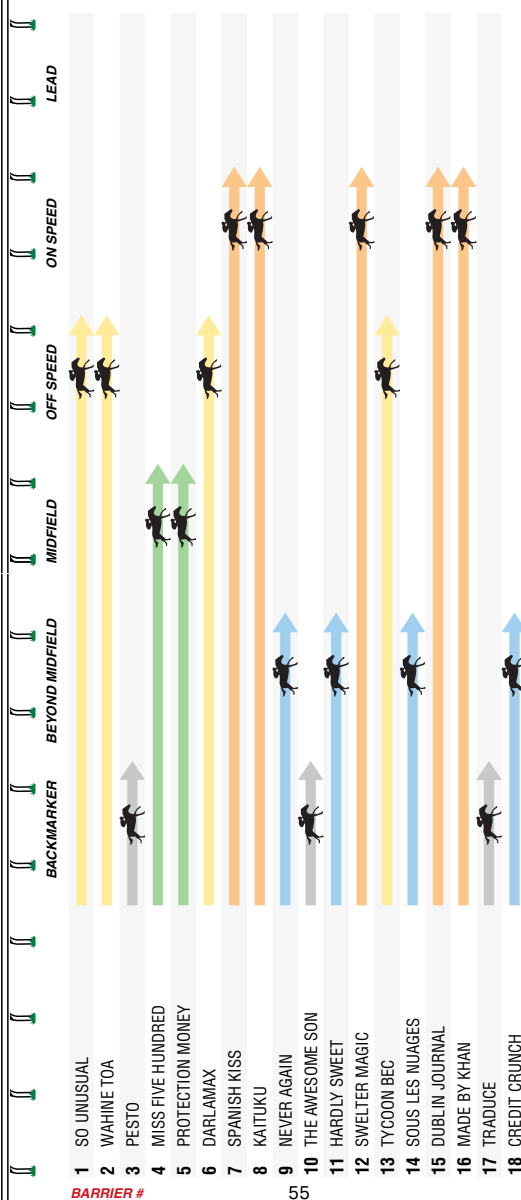 LEAD
ON SPEED
OFF SPEED
MIDFIELD
BEYOND MIDFIELD
BACKMARKER
1 SO UNUSUAL
2 WAHINE TOA
3 PESTO
4 MISS FIVE HUNDRED
5 PROTECTION MONEY
6 DARLAMAX
7 SPANISH KISS
8 KAITUKU
9 NEVER AGAIN
10 THE AWESOME SON
11 HARDLY SWEET
12 SWELTER MAGIC
13 TYCOON BEC
14 SOUS LES NUAGES
15 DUBLIN JOURNAL
16 MADE BY KHAN
17 TRADUCE
18 CREDIT CRUNCH
BARRIER #
55